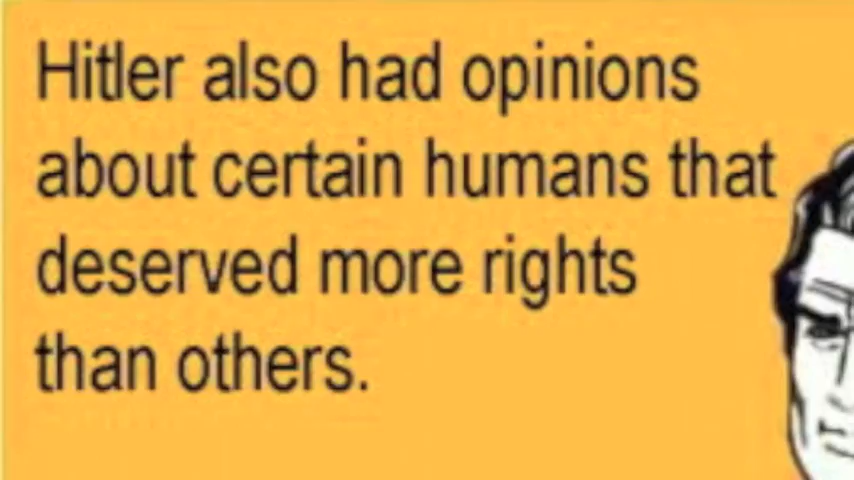 Hitler also had opinions
about certain humans that
deserved more rights
than others.